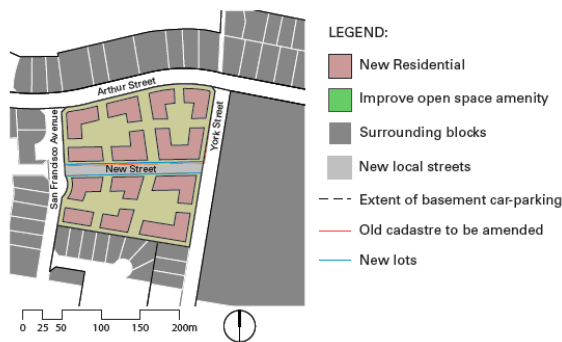 Arthur Street
San Francisco Avenue
York Street
New Street
0 25 50 100 150 200m
LEGEND:
New Residential
Improve open space amenity
Surrounding blocks
New local streets
Extent of basement car-parking
Old cadastre to be amended
New lots